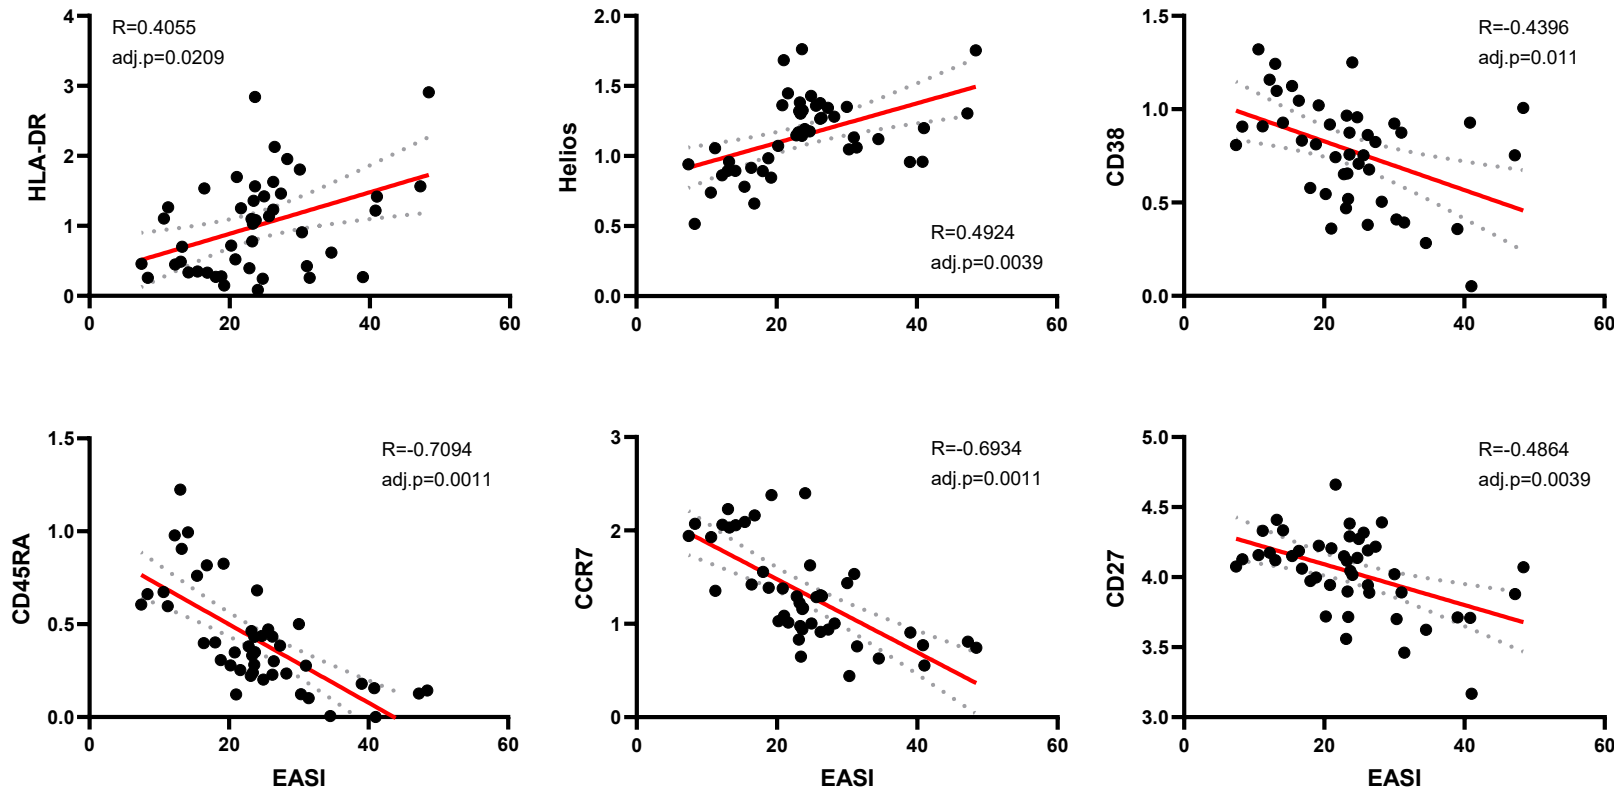 HLA-DR
4
3
2
1
0
R=0.4055
adj.p=0.0209
0 20 40 60
Helios
2.0
1.5
1.0
0.5
0.0
R=0.4924
adj.p=0.0039
0 20 40 60
CD38
1.5
1.0
0.5
0.0
R=-0.4396
adj.p=0.011
0 20 40 60
CD45RA
1.5
1.0
0.5
0.0
R=-0.7094
adj.p=0.0011
0 20 40 60
EASI
CCR7
3
2
1
0
R=-0.6934
adj.p=0.0011
0 20 40 60
EASI
CD27
5.0
4.5
4.0
3.5
3.0
R=-0.4864
adj.p=0.0039
0 20 40 60
EASI